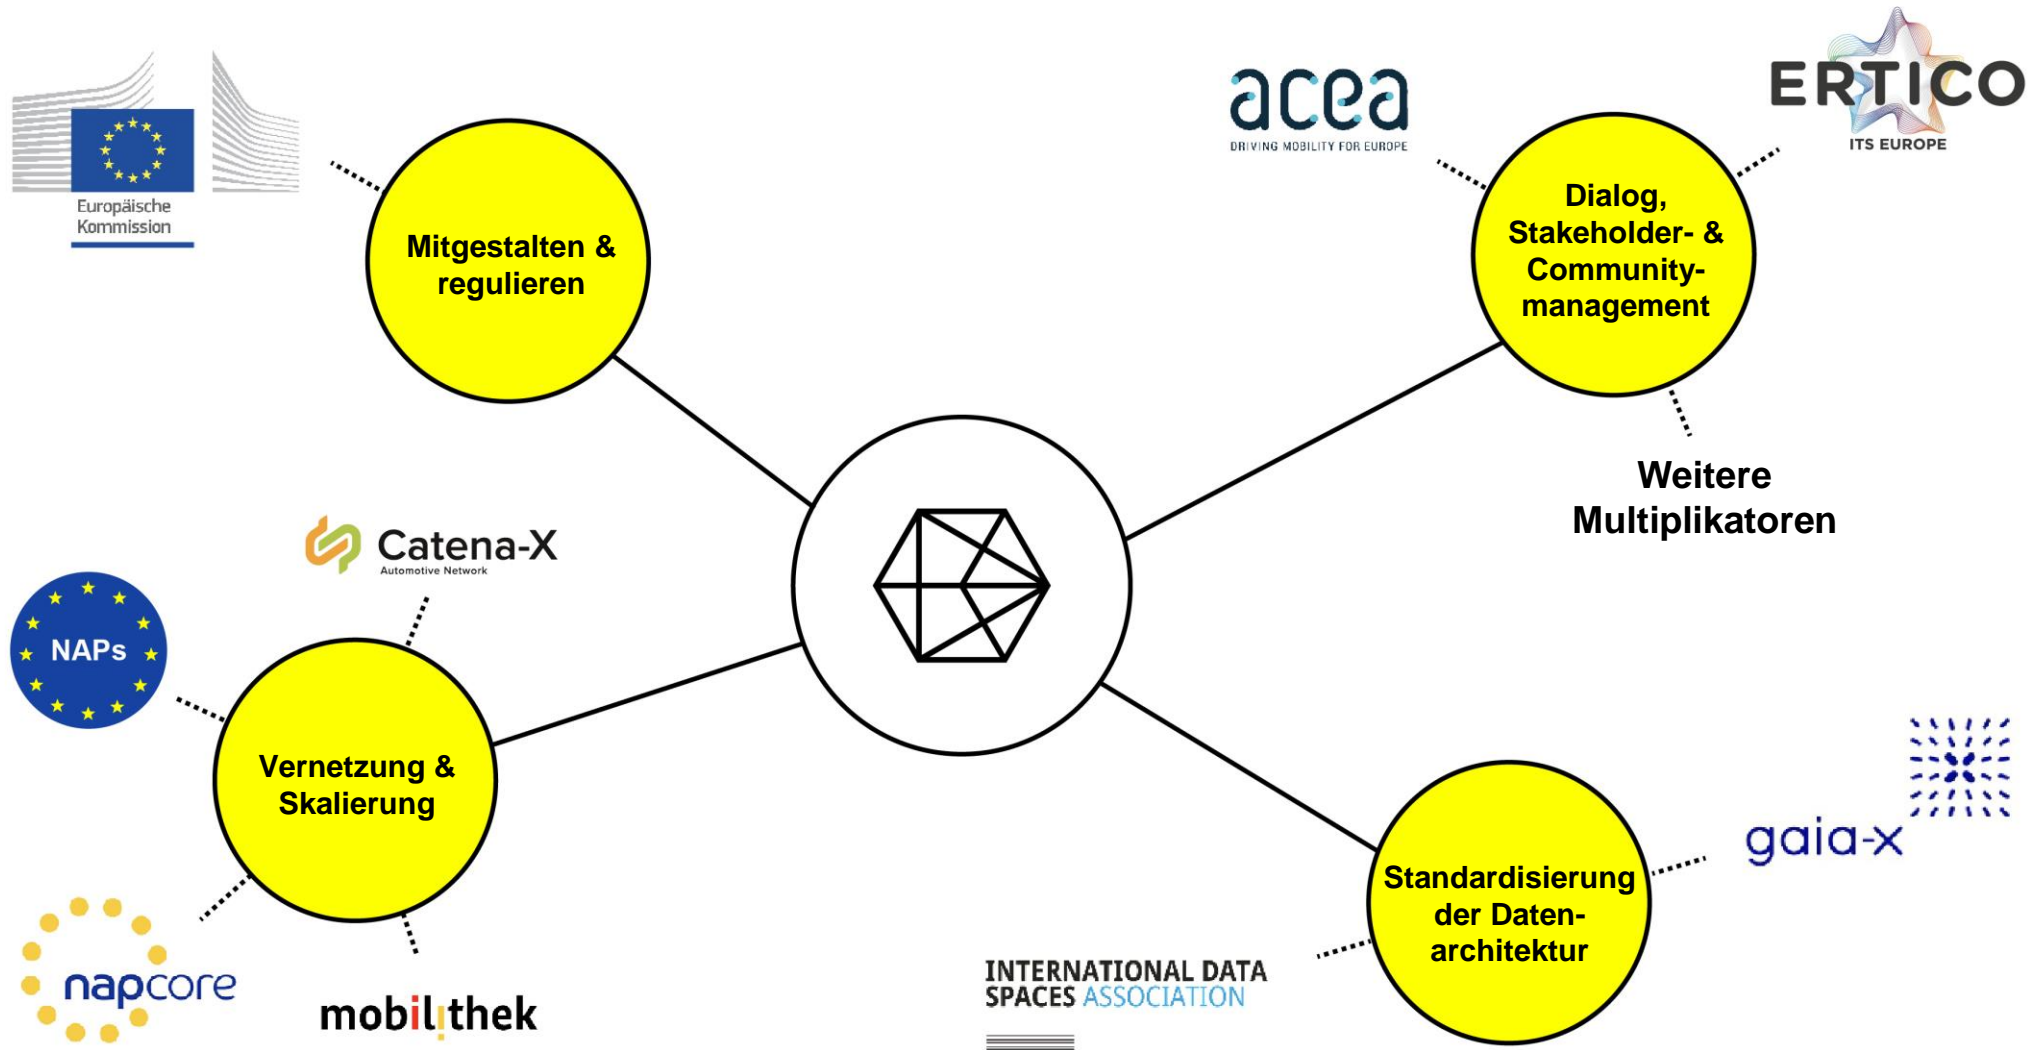 Europäische
Kommission
Mitgestalten &
regulieren
acea
DRIVING MOBILITY FOR EUROPE
ERTICO
ITS EUROPE
Dialog,
Stakeholder- &
Community-
management
Weitere
Multiplikatoren
Catena-X
Automotive Network
NAPs
Vernetzung &
Skalierung
napcore
mobilithek
gaia-x
Standardisierung
der Daten-
architektur
INTERNATIONAL DATA
SPACES ASSOCIATION